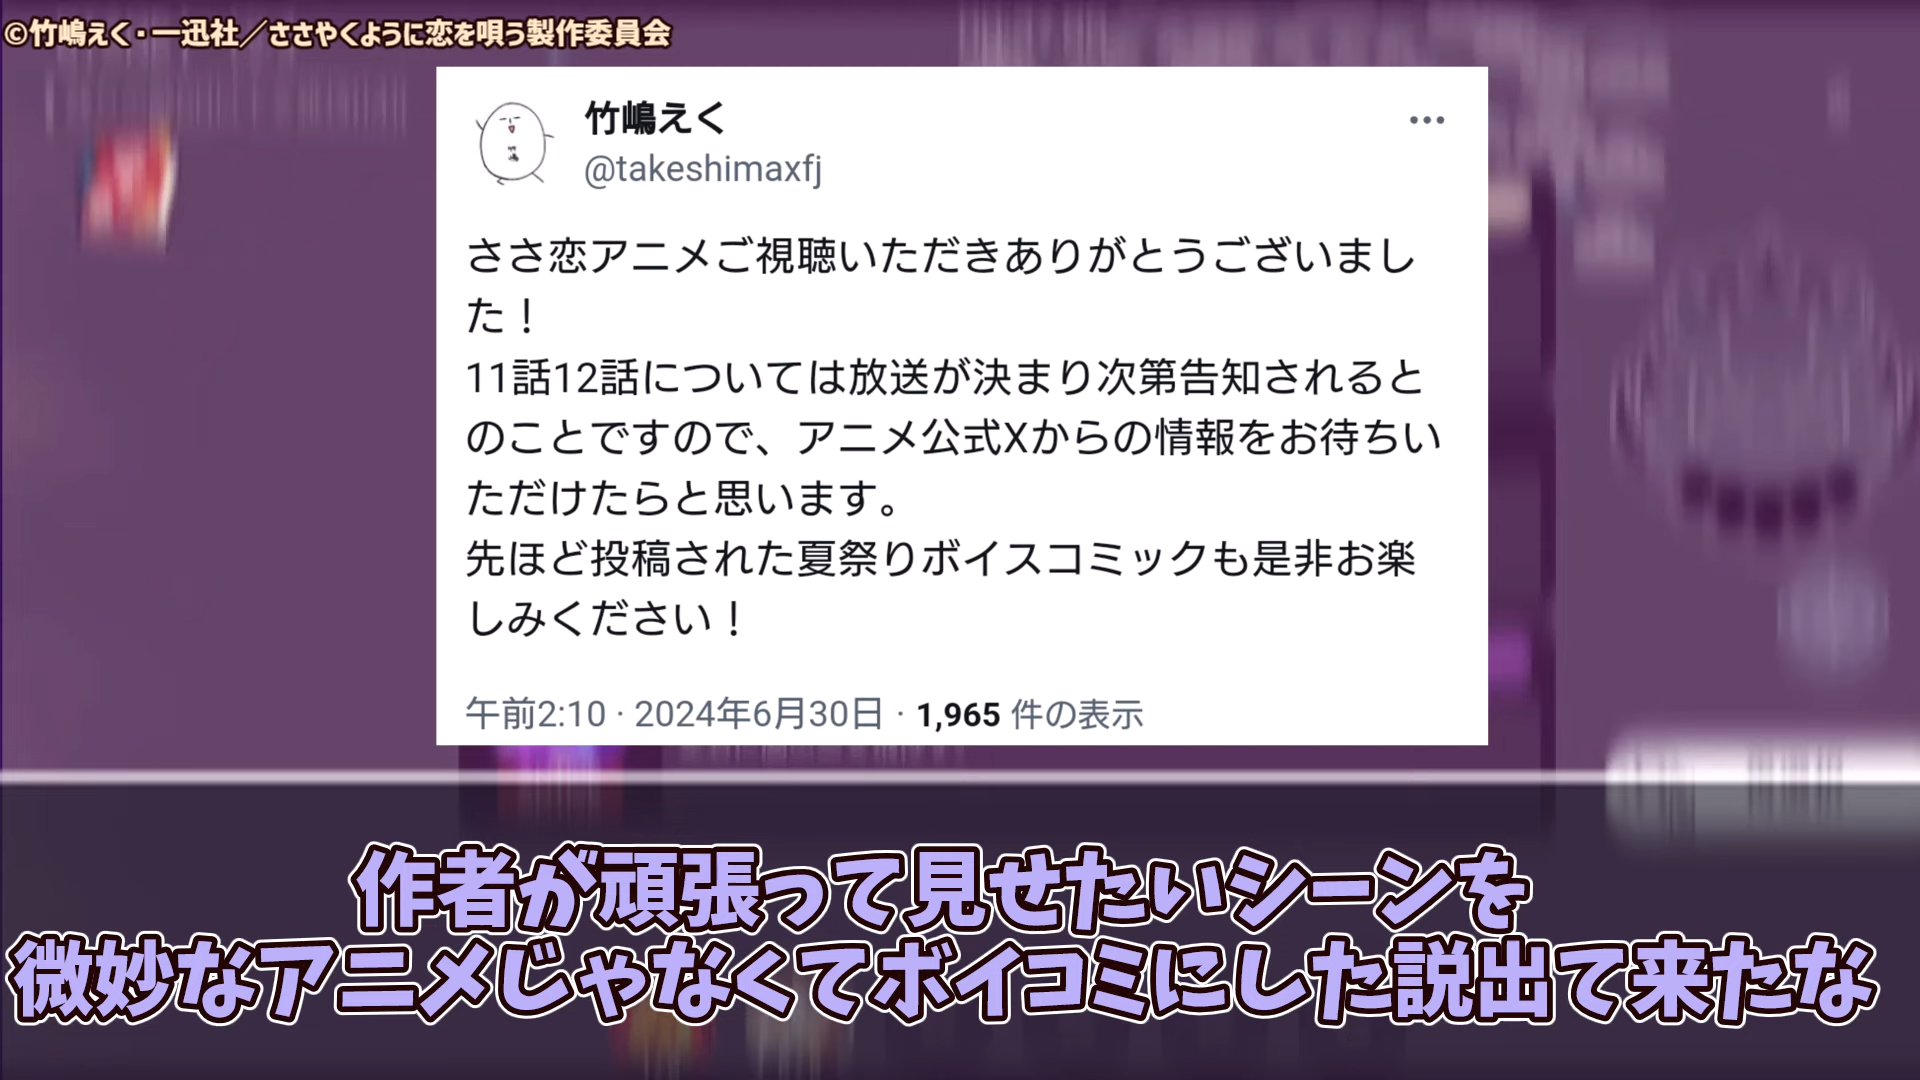 ©竹嶋えく・一迅社／ささやくように恋を唄う製作委員会
竹嶋えく
@takeshimaxfj
ささ恋アニメご視聴いただきありがとうございまし
た！
11話12話については放送が決まり次第告知されると
のことですので、アニメ公式Xからの情報をお待ちい
ただけたらと思います。
先ほど投稿された夏祭りボイスコミックも是非お楽
しみください！
午前2:10 · 2024年6月30日 · 1,965 件の表示
作者が頑張って見せたいシーンを
微妙なアニメじゃなくてボイコミにした説出て来たな